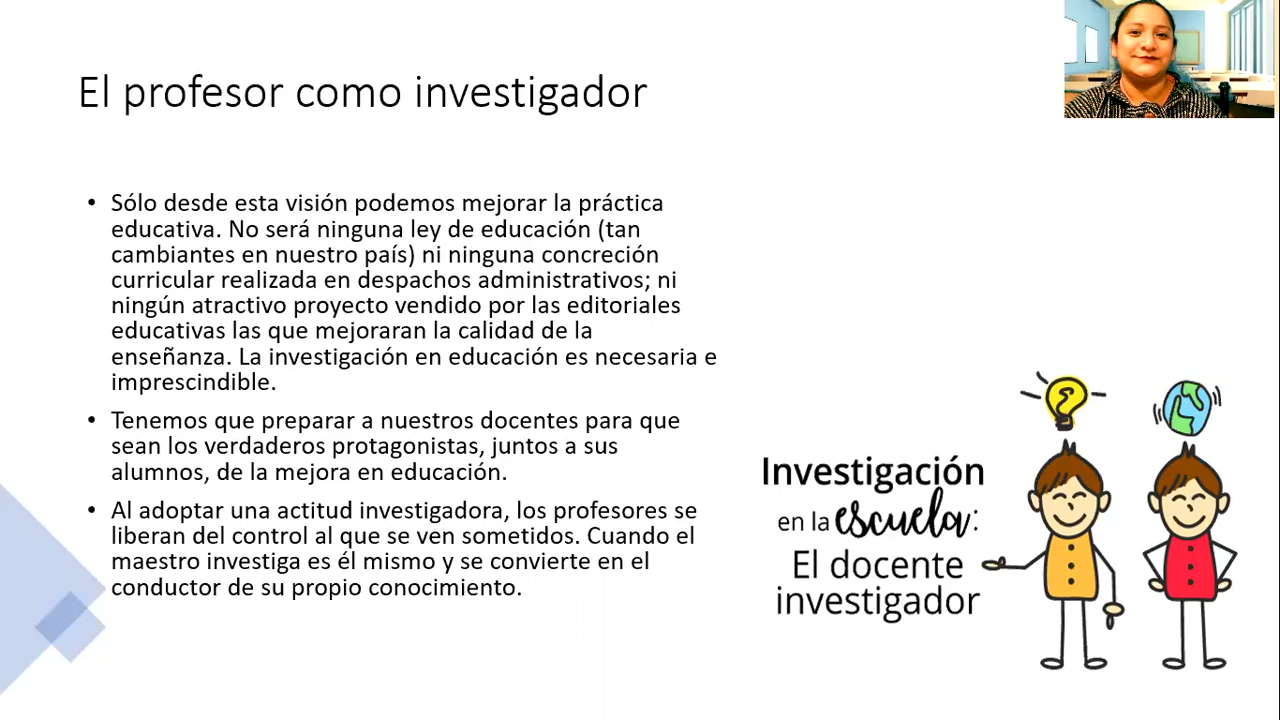 El profesor como investigador
• Sólo desde esta visión podemos mejorar la práctica
educativa. No será ninguna ley de educación (tan
cambiantes en nuestro país) ni ninguna concreción
curricular realizada en despachos administrativos; ni
ningún atractivo proyecto vendido por las editoriales
educativas las que mejoraran la calidad de la
enseñanza. La investigación en educación es necesaria e
imprescindible.
• Tenemos que preparar a nuestros docentes para que
sean los verdaderos protagonistas, juntos a sus
alumnos, de la mejora en educación.
• Al adoptar una actitud investigadora, los profesores se
liberan del control al que se ven sometidos. Cuando el
maestro investiga es él mismo y se convierte en el
conductor de su propio conocimiento.
Investigación
en la escuela:
El docente
investigador